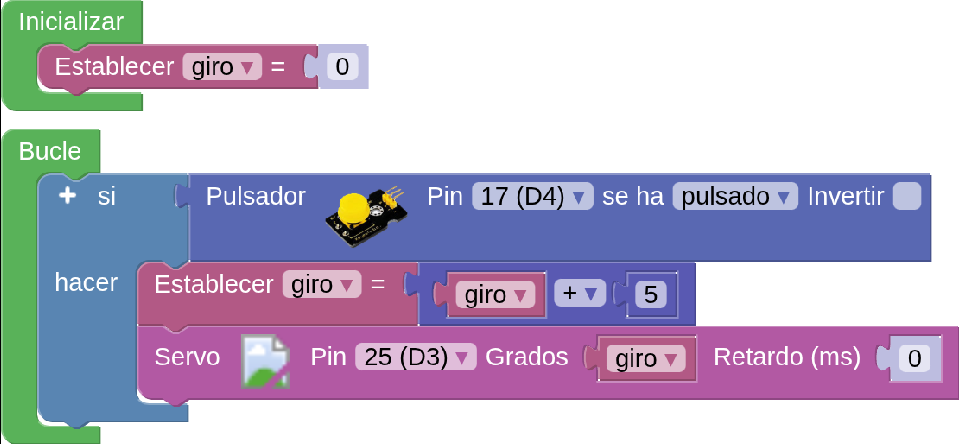 Inicializar
Establecer giro = 0
Bucle
+ si Pulsador Pin 17 (D4) se ha pulsado Invertir
hacer Establecer giro = giro + 5
Servo Pin 25 (D3) Grados giro Retardo (ms) 0